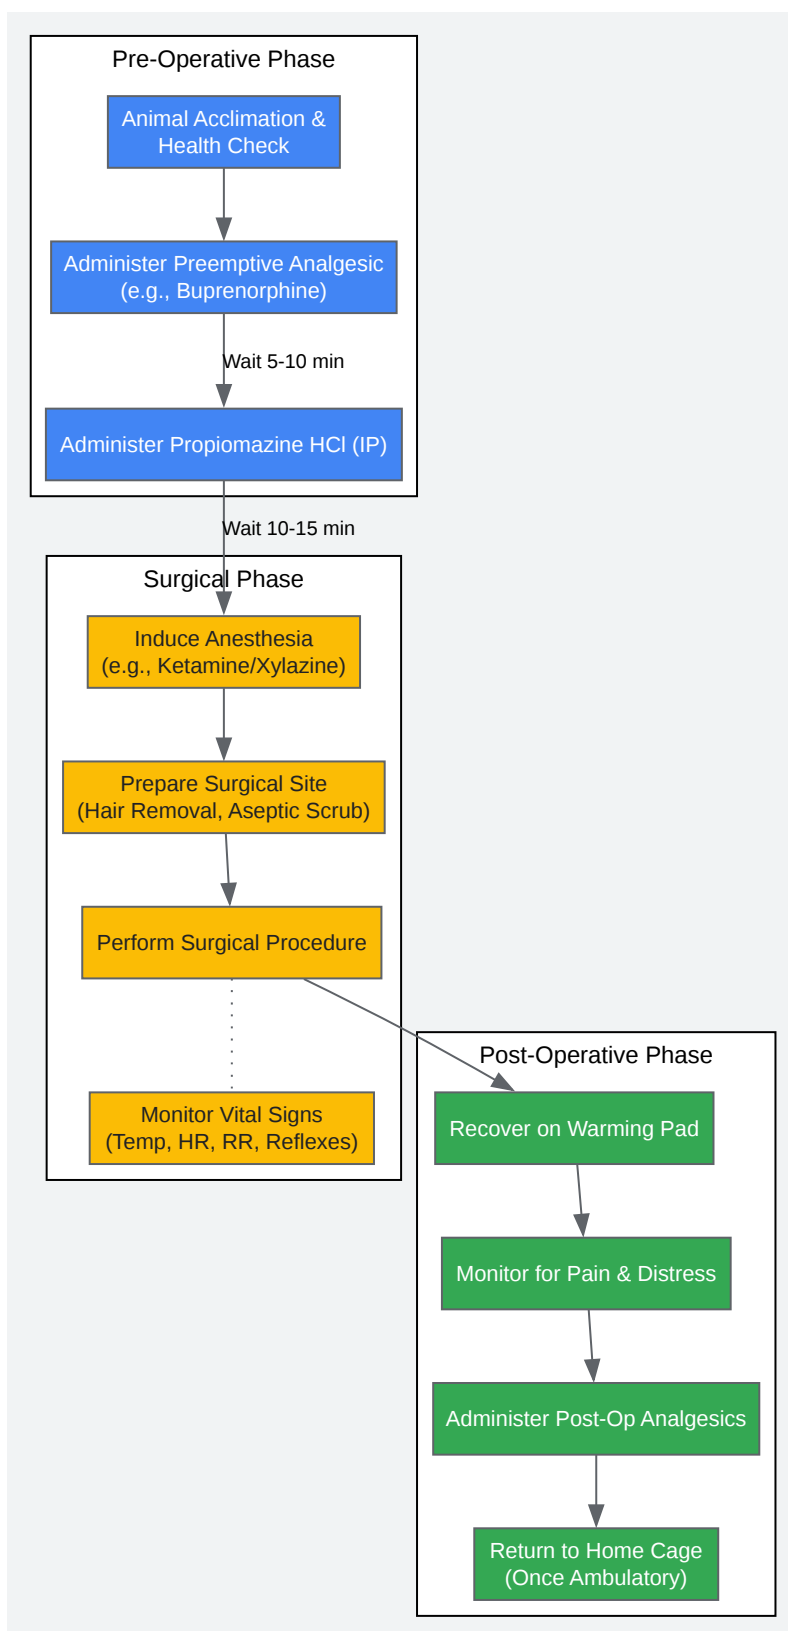 Pre-Operative Phase
Animal Acclimation &
Health Check
Administer Preemptive Analgesic
(e.g., Buprenorphine)
Wait 5-10 min
Administer Propiomazine HCl (IP)
Wait 10-15 min
Surgical Phase
Induce Anesthesia
(e.g., Ketamine/Xylazine)
Prepare Surgical Site
(Hair Removal, Aseptic Scrub)
Perform Surgical Procedure
Monitor Vital Signs
(Temp, HR, RR, Reflexes)
Post-Operative Phase
Recover on Warming Pad
Monitor for Pain & Distress
Administer Post-Op Analgesics
Return to Home Cage
(Once Ambulatory)